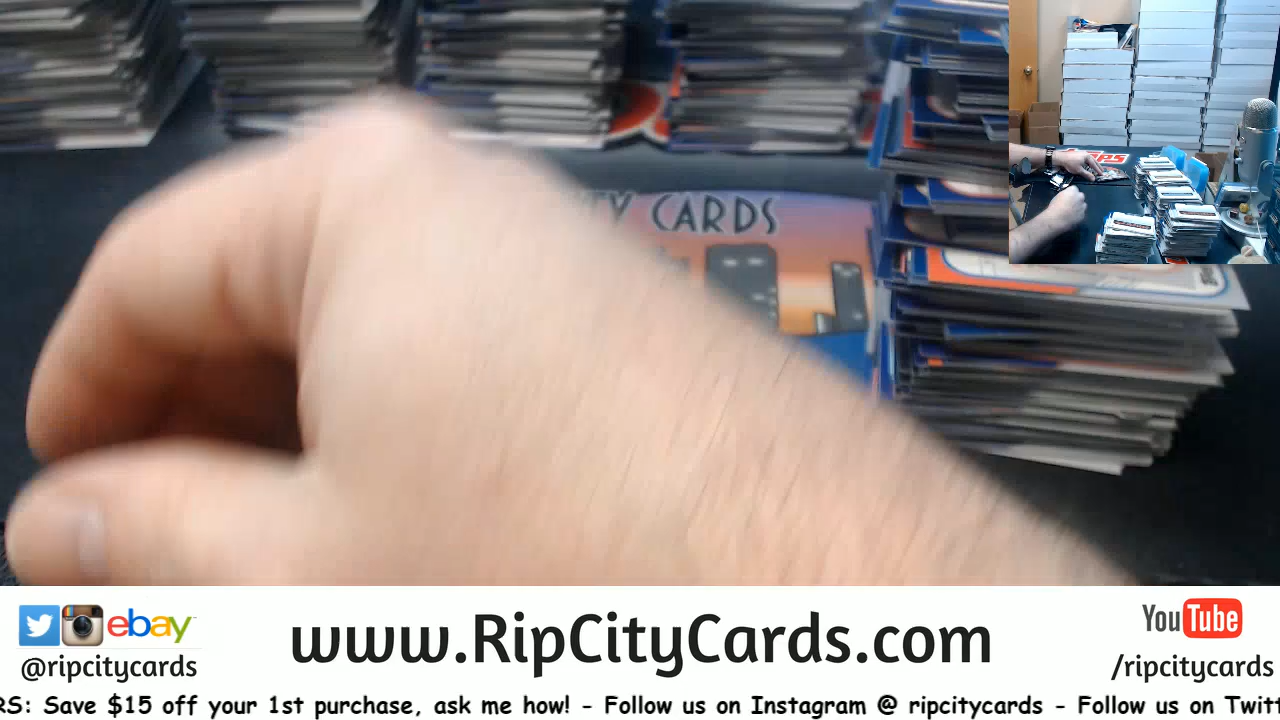 CARDS
ebay
@ripcitycards
www.RipCityCards.com
YouTube
/ripcitycards
RS: Save $15 off your 1st purchase, ask me how! - Follow us on Instagram @ ripcitycards - Follow us on Twitt